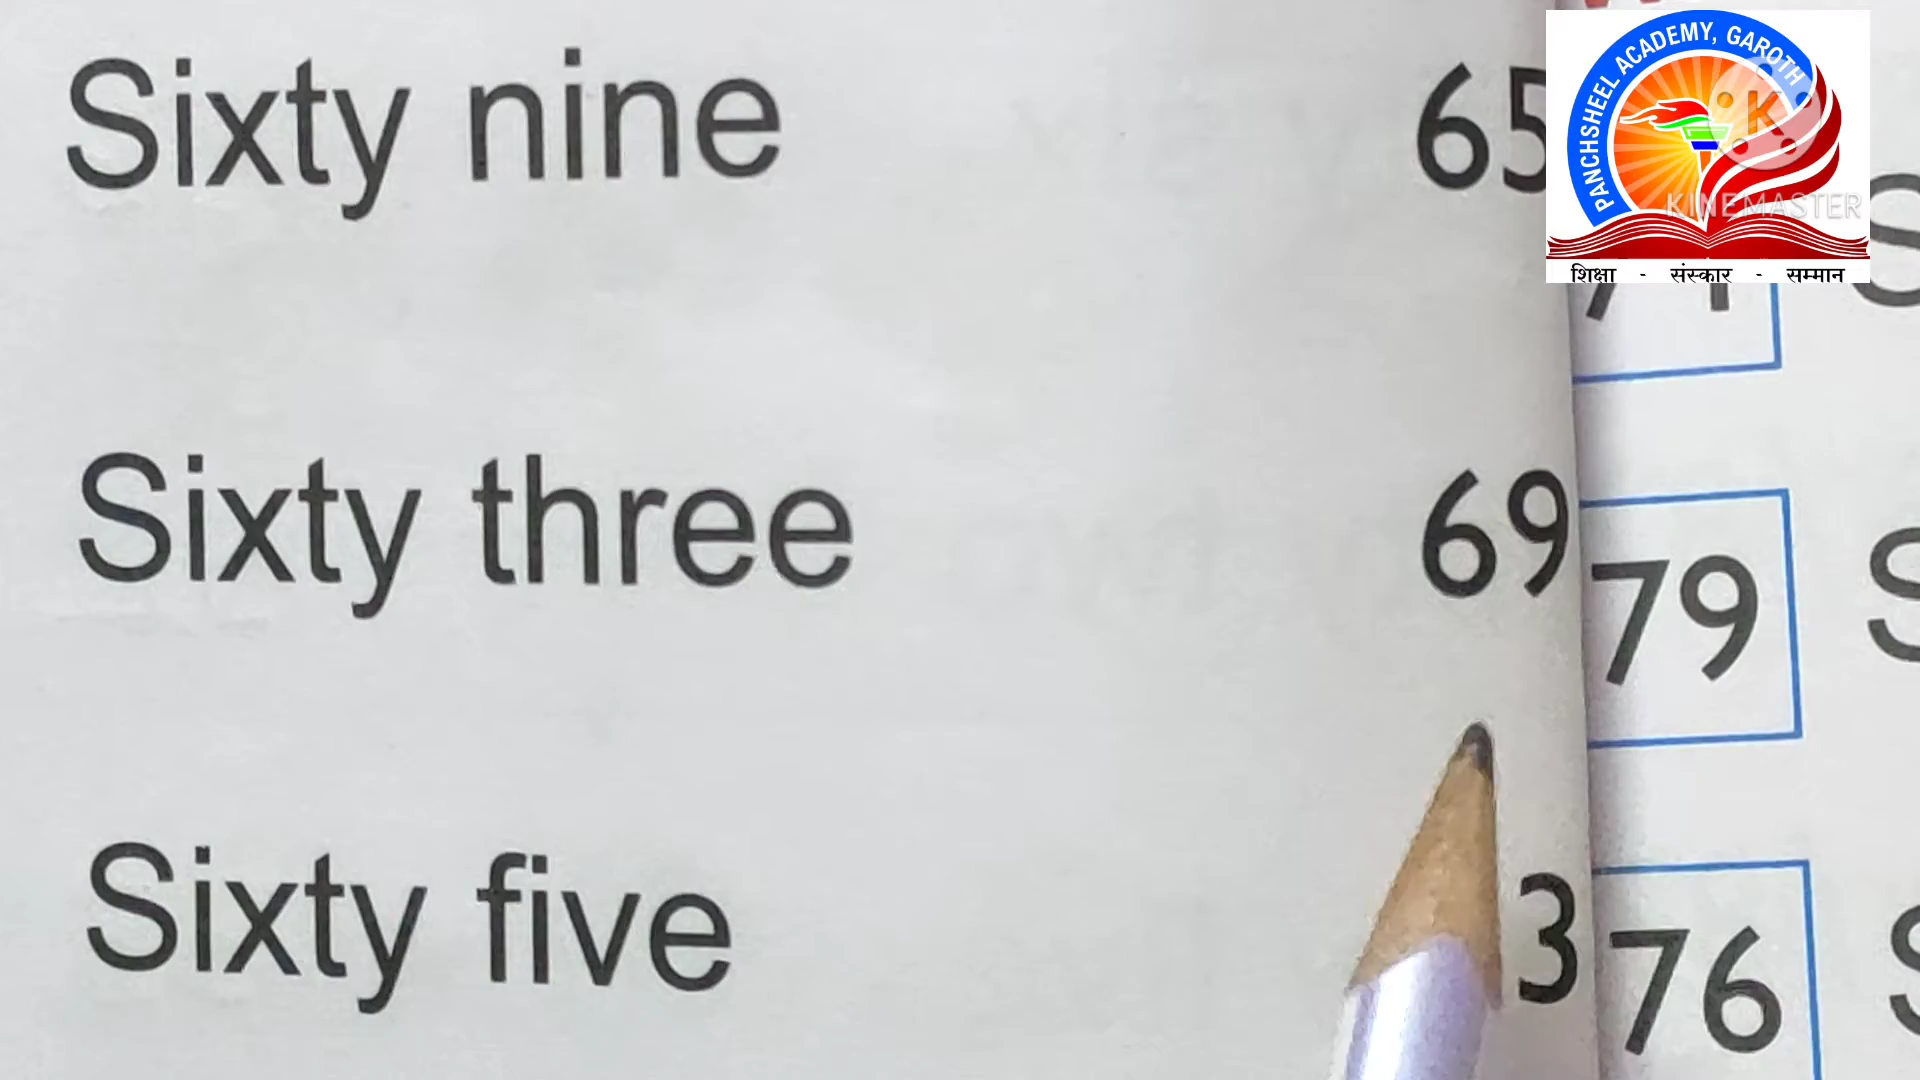 Sixty nine 65
Sixty three 69
Sixty five 3
79
76
PANCHSHEEL ACADEMY, GAROTH
K
KINEMASTER
शिक्षा - संस्कार - सम्मान